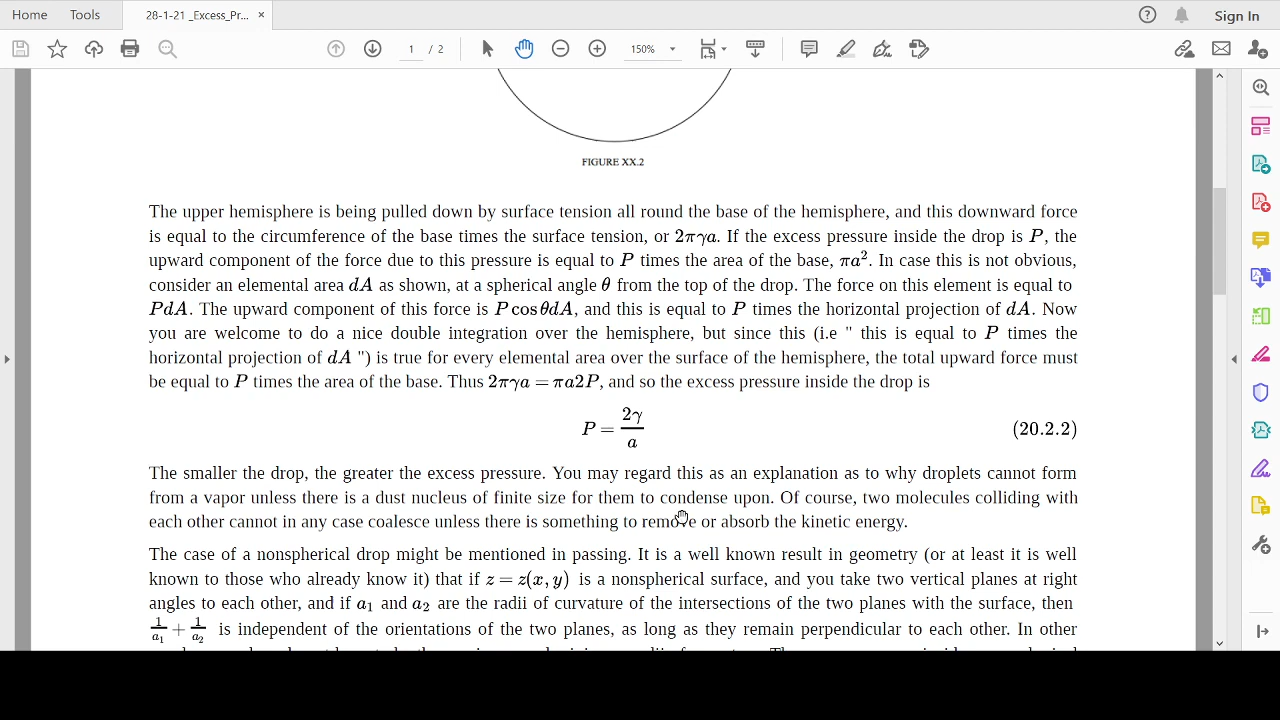 Home Tools 28-1-21 _Excess_Pr... × Sign In
1 / 2 150%
FIGURE XX.2
The upper hemisphere is being pulled down by surface tension all round the base of the hemisphere, and this downward force
is equal to the circumference of the base times the surface tension, or 2πγa. If the excess pressure inside the drop is P, the
upward component of the force due to this pressure is equal to P times the area of the base, πa². In case this is not obvious,
consider an elemental area dA as shown, at a spherical angle θ from the top of the drop. The force on this element is equal to
PdA. The upward component of this force is P cos θdA, and this is equal to P times the horizontal projection of dA. Now
you are welcome to do a nice double integration over the hemisphere, but since this (i.e " this is equal to P times the
horizontal projection of dA ") is true for every elemental area over the surface of the hemisphere, the total upward force must
be equal to P times the area of the base. Thus 2πγa = πa2P, and so the excess pressure inside the drop is
P = 2γ/a (20.2.2)
The smaller the drop, the greater the excess pressure. You may regard this as an explanation as to why droplets cannot form
from a vapor unless there is a dust nucleus of finite size for them to condense upon. Of course, two molecules colliding with
each other cannot in any case coalesce unless there is something to remove or absorb the kinetic energy.
The case of a nonspherical drop might be mentioned in passing. It is a well known result in geometry (or at least it is well
known to those who already know it) that if z = z(x, y) is a nonspherical surface, and you take two vertical planes at right
angles to each other, and if a₁ and a₂ are the radii of curvature of the intersections of the two planes with the surface, then
1/a₁ + 1/a₂ is independent of the orientations of the two planes, as long as they remain perpendicular to each other. In other